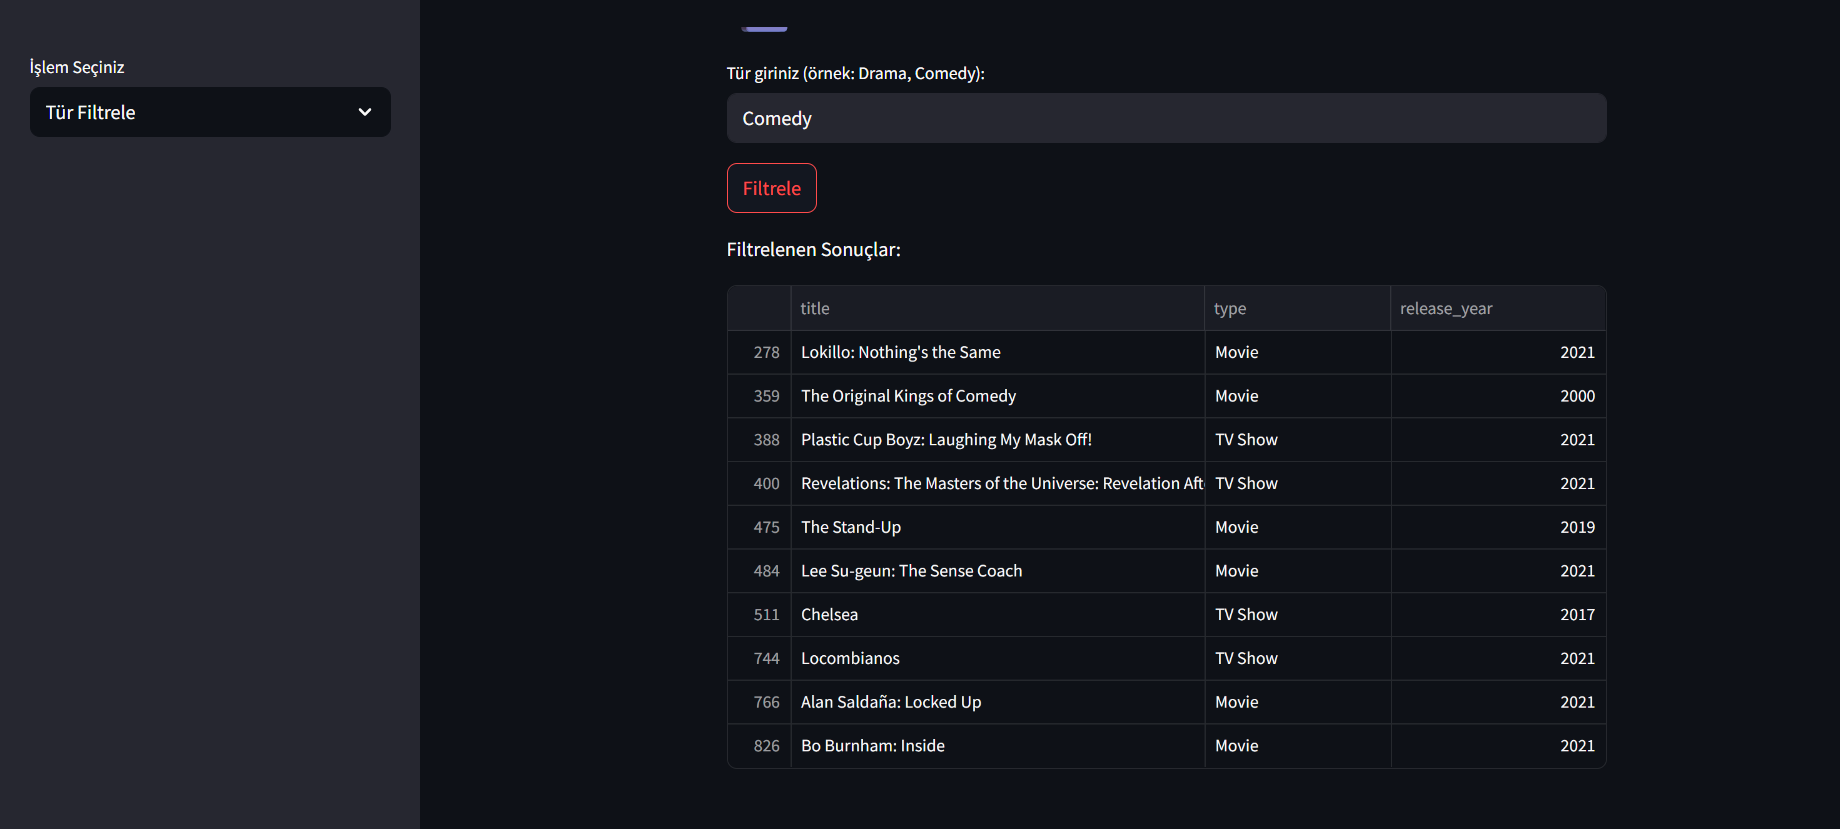 İşlem Seçiniz
Tür Filtrele
Tür giriniz (örnek: Drama, Comedy):
Comedy
Filtrele
Filtrelenen Sonuçlar:
title type release_year
278 Lokillo: Nothing's the Same Movie 2021
359 The Original Kings of Comedy Movie 2000
388 Plastic Cup Boyz: Laughing My Mask Off! TV Show 2021
400 Revelations: The Masters of the Universe: Revelation Aft TV Show 2021
475 The Stand-Up Movie 2019
484 Lee Su-geun: The Sense Coach Movie 2021
511 Chelsea TV Show 2017
744 Locombianos TV Show 2021
766 Alan Saldaña: Locked Up Movie 2021
826 Bo Burnham: Inside Movie 2021